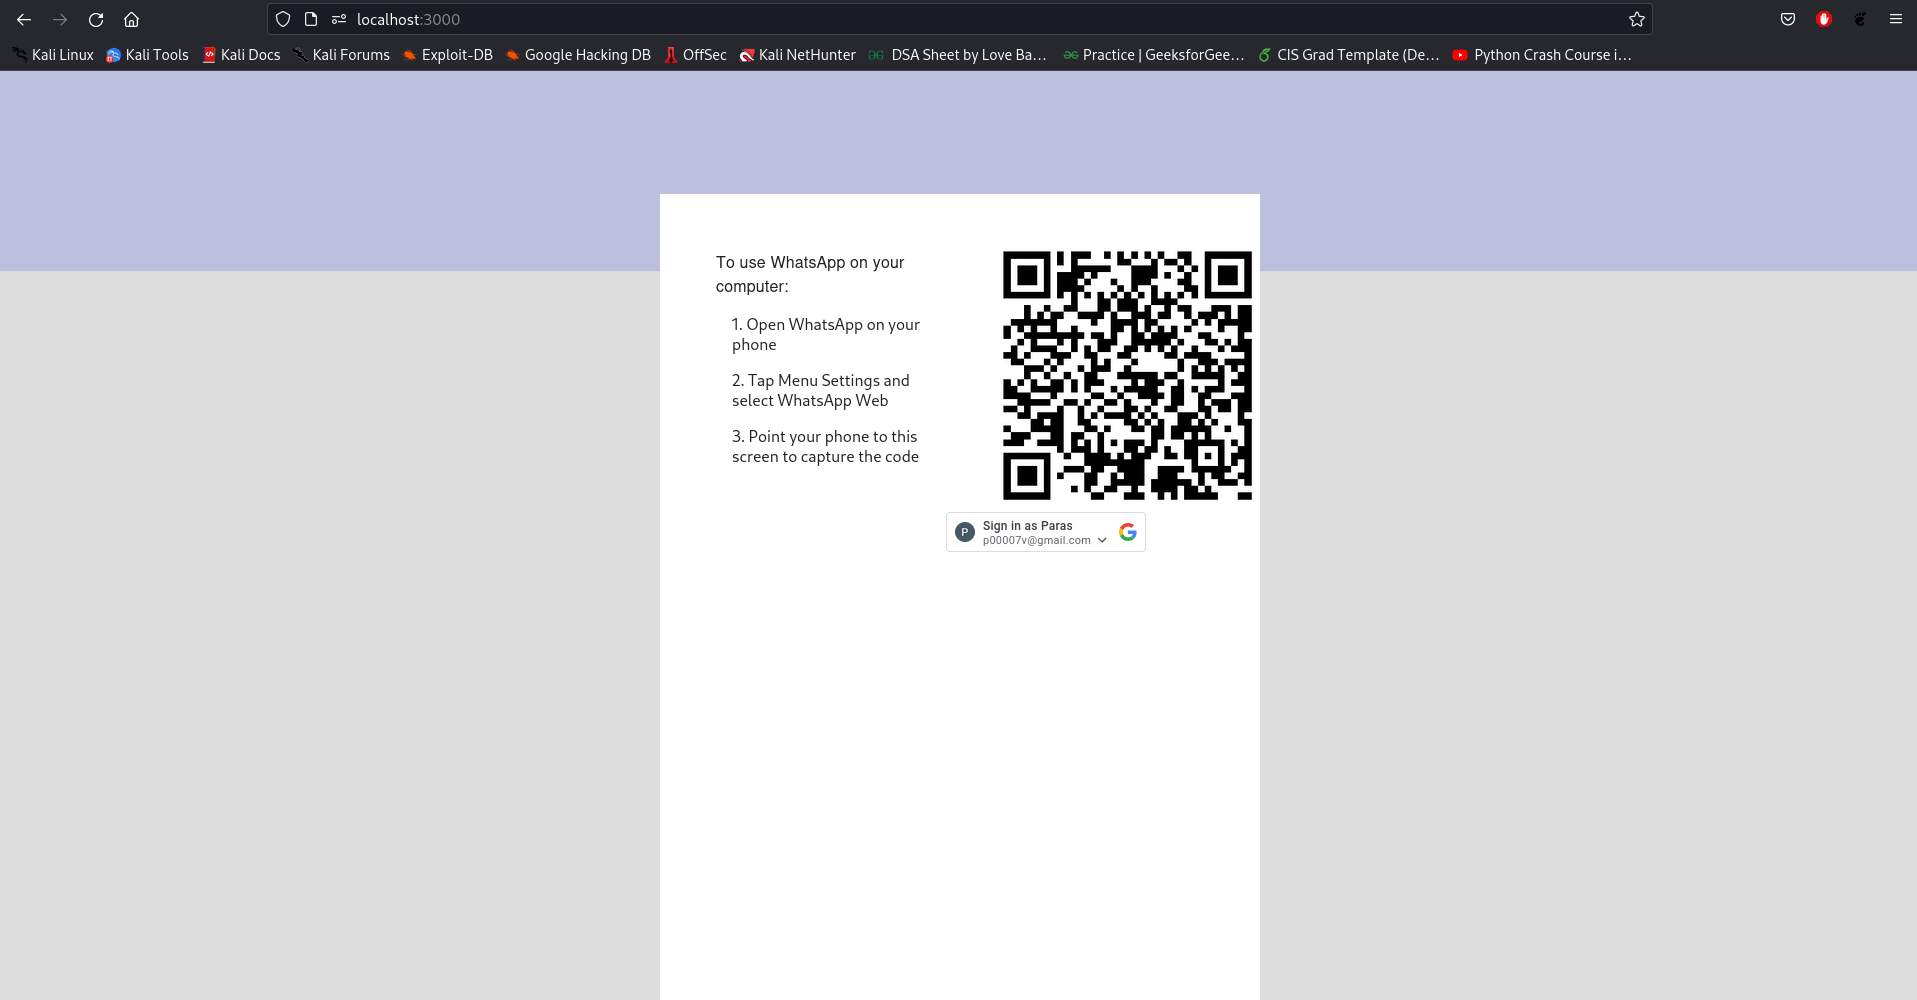 localhost:3000
Kali Linux Kali Tools Kali Docs Kali Forums Exploit-DB Google Hacking DB OffSec Kali NetHunter DSA Sheet by Love Ba... Practice | GeeksforGee... CIS Grad Template (De... Python Crash Course i...
To use WhatsApp on your
computer:
1. Open WhatsApp on your
phone
2. Tap Menu Settings and
select WhatsApp Web
3. Point your phone to this
screen to capture the code
P
Sign in as Paras
p00007v@gmail.com